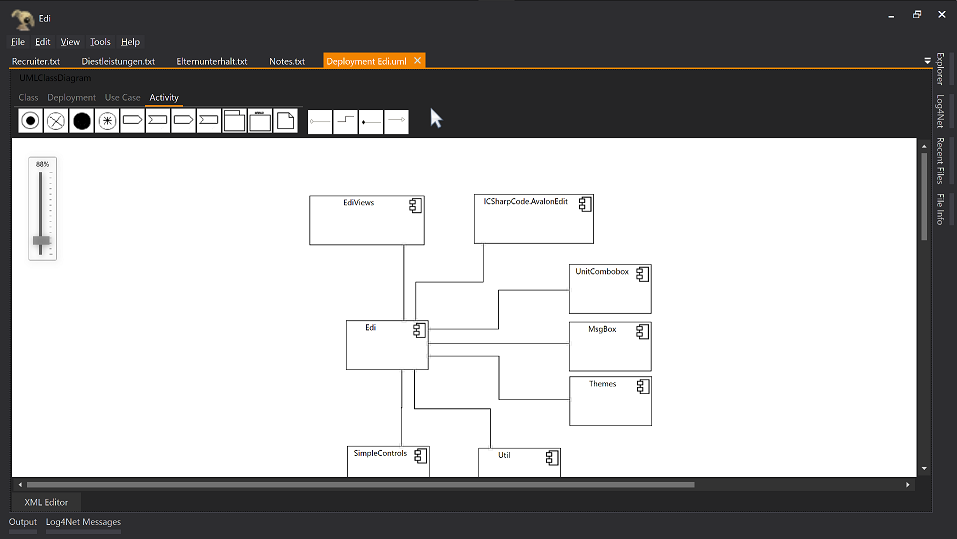 Edi
File Edit View Tools Help
Recruiter.txt Diestleistungen.txt Elternunterhalt.txt Notes.txt Deployment Edi.uml
UMLClassDiagram
Class Deployment Use Case Activity
88%
EdiViews
ICSharpCode.AvalonEdit
UnitCombobox
Edi
MsgBox
Themes
SimpleControls
Util
Explorer
Log4Net
Recent Files
File Info
XML Editor
Output Log4Net Messages